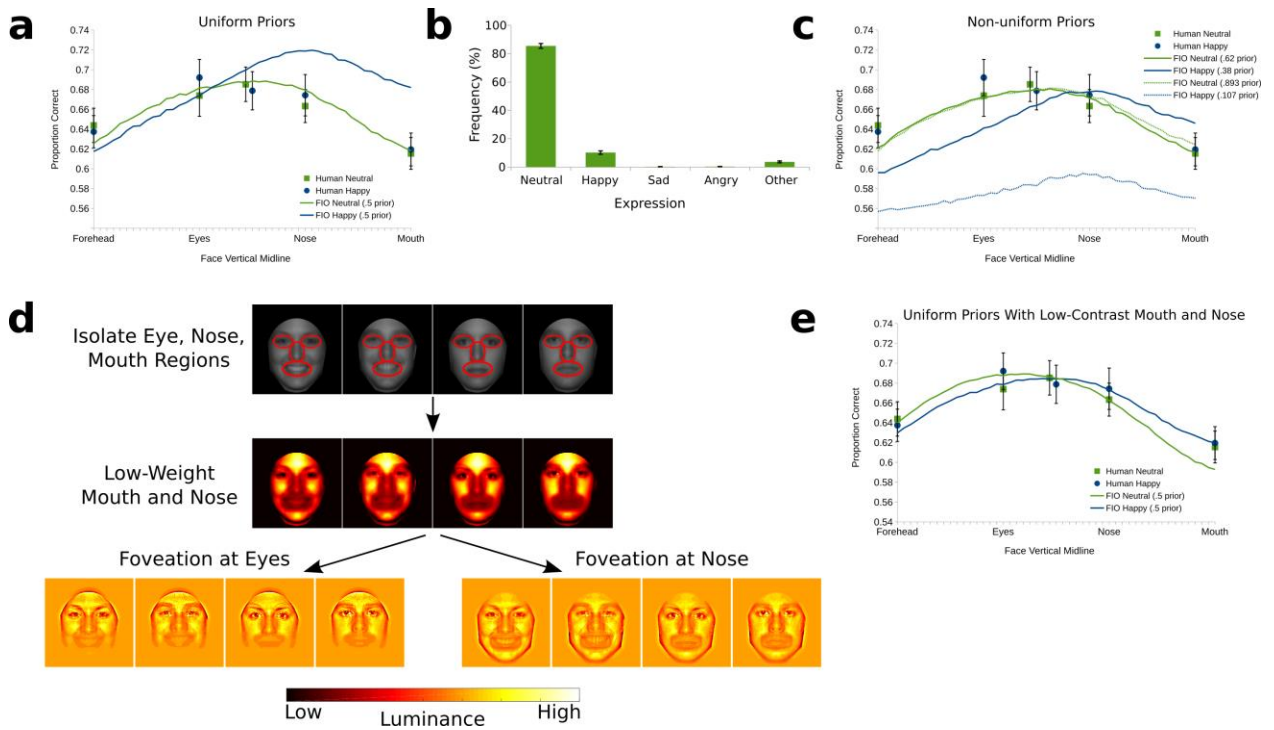 a
Uniform Priors
0.74
0.72
0.7
0.68
0.66
0.64
0.62
0.6
0.58
0.56
Proportion Correct
Human Neutral
Human Happy
FIO Neutral (.5 prior)
FIO Happy (.5 prior)
Forehead Eyes Nose Mouth
Face Vertical Midline
b
100
80
60
40
20
0
Frequency (%)
Neutral Happy Sad Angry Other
Expression
c
Non-uniform Priors
0.74
0.72
0.7
0.68
0.66
0.64
0.62
0.6
0.58
0.56
Proportion Correct
Human Neutral
Human Happy
FIO Neutral (.62 prior)
FIO Happy (.38 prior)
FIO Neutral (.893 prior)
FIO Happy (.107 prior)
Forehead Eyes Nose Mouth
Face Vertical Midline
d
Isolate Eye, Nose,
Mouth Regions
Low-Weight
Mouth and Nose
Foveation at Eyes
Foveation at Nose
Low Luminance High
e
Uniform Priors With Low-Contrast Mouth and Nose
0.74
0.72
0.7
0.68
0.66
0.64
0.62
0.6
0.58
0.56
0.54
Proportion Correct
Human Neutral
Human Happy
FIO Neutral (.5 prior)
FIO Happy (.5 prior)
Forehead Eyes Nose Mouth
Face Vertical Midline